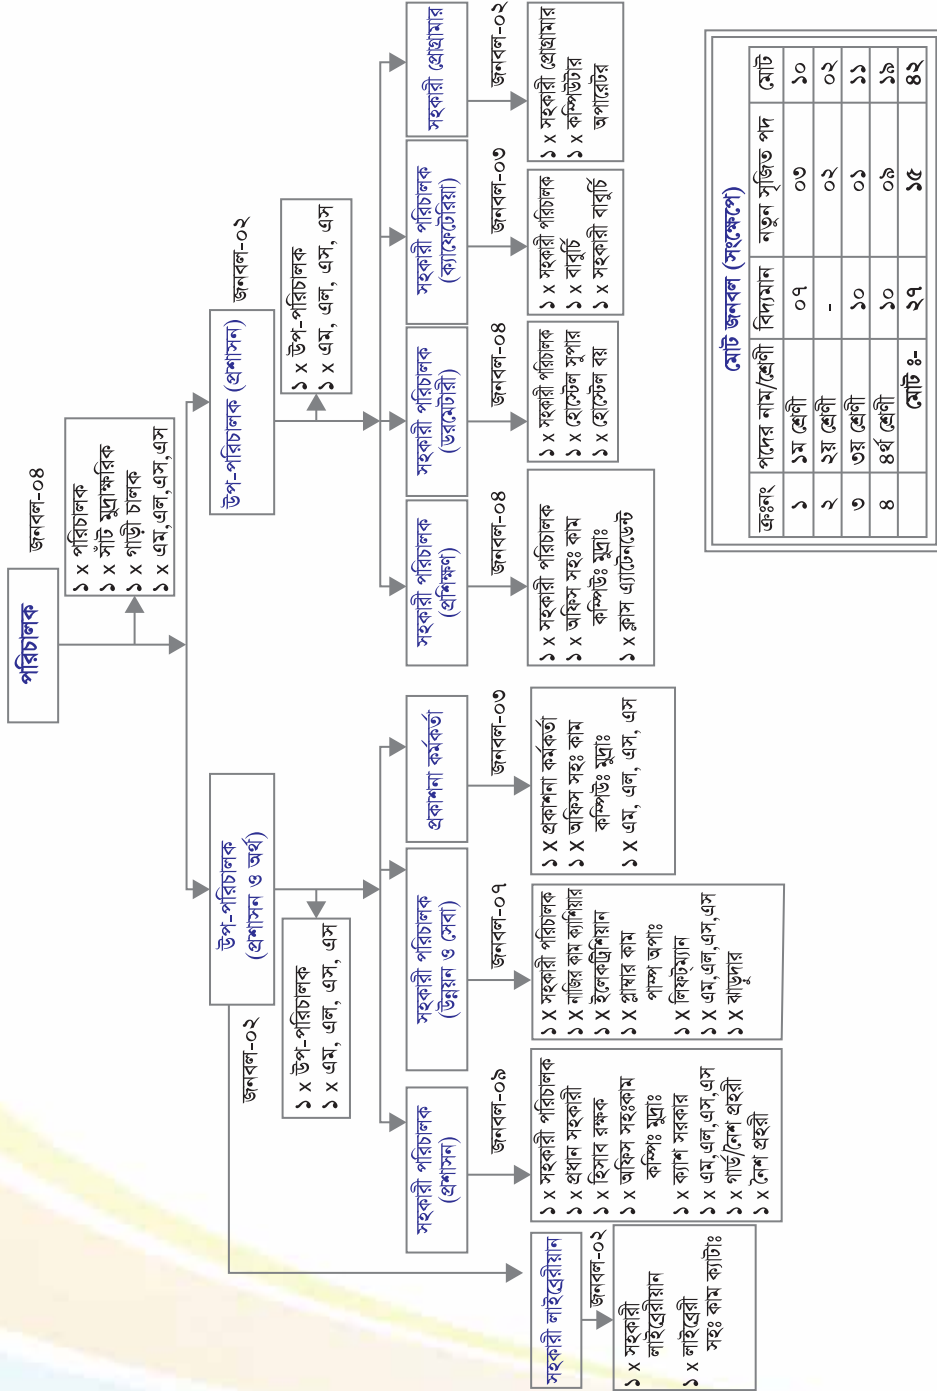 পরিচালক
জনবল-০৪
১ x পরিচালক
১ x সাঁট মুদ্রাক্ষরিক
১ x গাড়ী চালক
১ x এম,এল,এস,এস
উপ-পরিচালক
(প্রশাসন ও অর্থ)
জনবল-০২
১ x উপ-পরিচালক
১ x এম, এল, এস, এস
উপ-পরিচালক (প্রশাসন)
জনবল-০২
১ x উপ-পরিচালক
১ x এম, এল, এস, এস
সহকারী লাইব্রেরীয়ান
জনবল-০২
১ x সহকারী
লাইব্রেরীয়ান
১ x লাইব্রেরী
সহঃ কাম ক্যাটাঃ
সহকারী পরিচালক
(প্রশাসন)
জনবল-০৯
১ x সহকারী পরিচালক
১ x প্রধান সহকারী
১ x হিসাব রক্ষক
১ x অফিস সহঃকাম
কম্পিঃ মুদ্রাঃ
১ x ক্যাশ সরকার
১ x এম,এল,এস,এস
১ x গার্ড/নৈশ প্রহরী
১ x নৈশ প্রহরী
সহকারী পরিচালক
(উন্নয়ন ও সেবা)
জনবল-০৭
১ x সহকারী পরিচালক
১ x নাজির কাম ক্যাশিয়ার
১ x ইলেকট্রিশিয়ান
১ x প্লাম্বার কাম
পাম্প অপাঃ
১ x লিফট্ম্যান
১ x এম,এল,এস,এস
১ x ঝাড়ুদার
প্রকাশনা কর্মকর্তা
জনবল-০৩
১ x প্রকাশনা কর্মকর্তা
১ x অফিস সহঃ কাম
কম্পিউঃ মুদ্রাঃ
১ x এম, এল, এস, এস
সহকারী পরিচালক
(প্রশিক্ষণ)
জনবল-০৪
১ x সহকারী পরিচালক
১ x অফিস সহঃ কাম
কম্পিউঃ মুদ্রাঃ
১ x ক্লাস এ্যাটেনডেন্ট
সহকারী পরিচালক
(ডরমেটারী)
জনবল-০৪
১ x সহকারী পরিচালক
১ x হোস্টেল সুপার
১ x হোস্টেল বয়
সহকারী পরিচালক
(ক্যাফেটেরিয়া)
জনবল-০৩
১ x সহকারী পরিচালক
১ x বাবুর্চি
১ x সহকারী বাবুর্চি
সহকারী প্রোগ্রামার
জনবল-০২
১ x সহকারী প্রোগ্রামার
১ x কম্পিউটার
অপারেটর
মোট জনবল (সংক্ষেপে)
ক্রঃনং পদের নাম/শ্রেণী বিদ্যমান নতুন সৃজিত পদ মোট
১ ১ম শ্রেণী ০৭ ০৩ ১০
২ ২য় শ্রেণী - ০২ ০২
৩ ৩য় শ্রেণী ১০ ০১ ১১
৪ ৪র্থ শ্রেণী ১০ ০৯ ১৯
মোট ঃ- ২৭ ১৫ ৪২